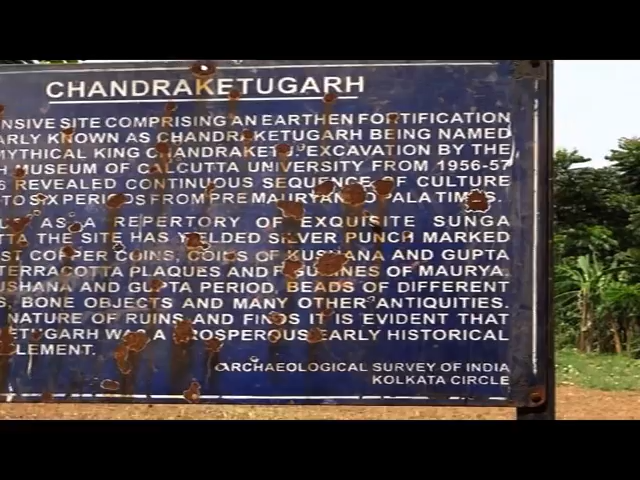 CHANDRAKETUGARH
NSIVE SITE COMPRISING AN EARTHEN FORTIFICATION
ARLY KNOWN AS CHANDRAKETUGARH BEING NAMED
MYTHICAL KING CHANDRAKETU. EXCAVATION BY THE
H MUSEUM OF CALCUTTA UNIVERSITY FROM 1956-57
REVEALED CONTINUOUS SEQUENCE OF CULTURE
TO SIX PERIODS FROM PRE MAURYAN TO PALA TIMES.
AS A REPERTORY OF EXQUISITE SUNGA
TTA THE SITE HAS YIELDED SILVER PUNCH MARKED
ST COPPER COINS, COINS OF KUSHANA AND GUPTA
TERRACOTTA PLAQUES AND FIGURINES OF MAURYA,
USHANA AND GUPTA PERIOD, BEADS OF DIFFERENT
S, BONE OBJECTS AND MANY OTHER ANTIQUITIES.
NATURE OF RUINS AND FINDS IT IS EVIDENT THAT
ETUGARH WAS A PROSPEROUS EARLY HISTORICAL
LEMENT.
ARCHAEOLOGICAL SURVEY OF INDIA
KOLKATA CIRCLE